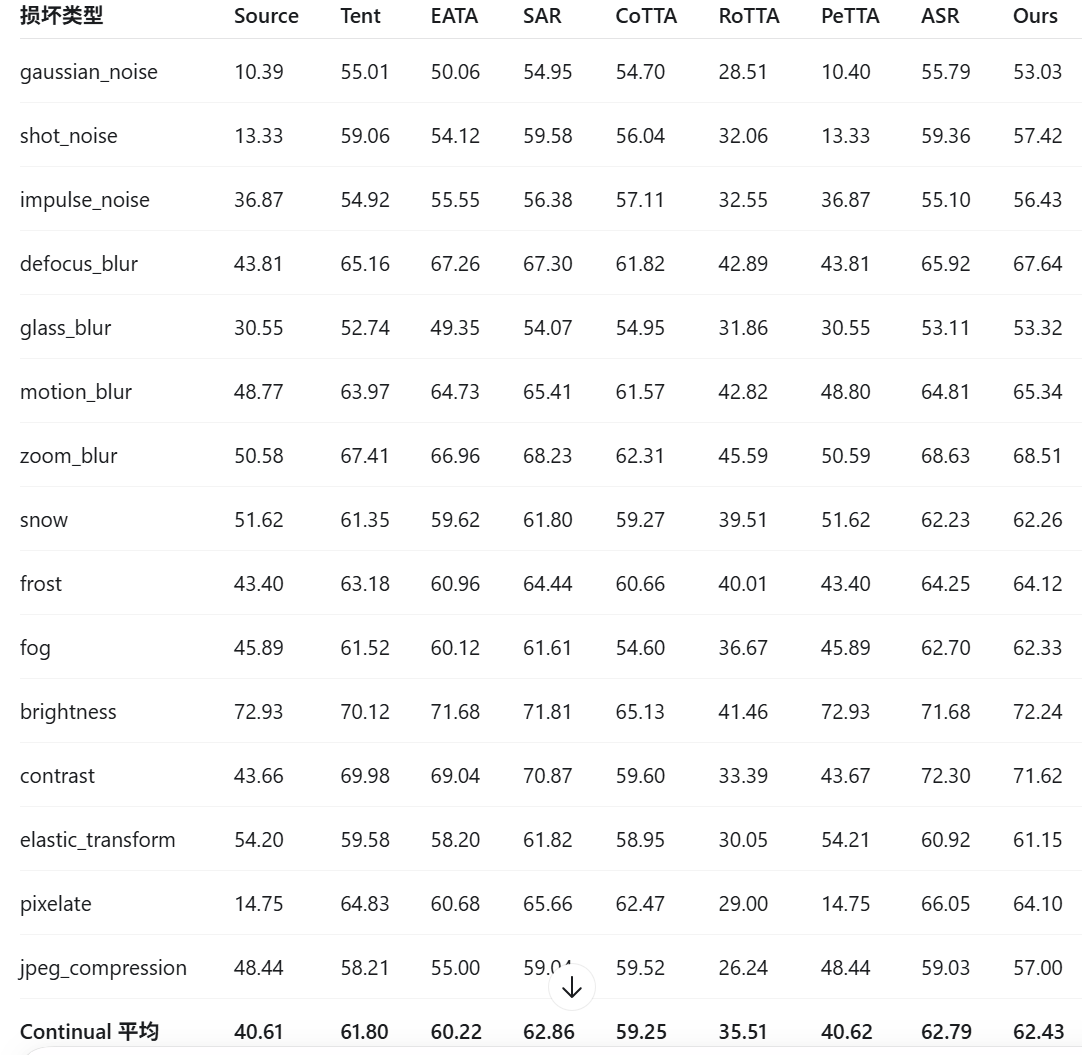 损坏类型 Source Tent EATA SAR CoTTA RoTTA PeTTA ASR Ours
gaussian_noise 10.39 55.01 50.06 54.95 54.70 28.51 10.40 55.79 53.03
shot_noise 13.33 59.06 54.12 59.58 56.04 32.06 13.33 59.36 57.42
impulse_noise 36.87 54.92 55.55 56.38 57.11 32.55 36.87 55.10 56.43
defocus_blur 43.81 65.16 67.26 67.30 61.82 42.89 43.81 65.92 67.64
glass_blur 30.55 52.74 49.35 54.07 54.95 31.86 30.55 53.11 53.32
motion_blur 48.77 63.97 64.73 65.41 61.57 42.82 48.80 64.81 65.34
zoom_blur 50.58 67.41 66.96 68.23 62.31 45.59 50.59 68.63 68.51
snow 51.62 61.35 59.62 61.80 59.27 39.51 51.62 62.23 62.26
frost 43.40 63.18 60.96 64.44 60.66 40.01 43.40 64.25 64.12
fog 45.89 61.52 60.12 61.61 54.60 36.67 45.89 62.70 62.33
brightness 72.93 70.12 71.68 71.81 65.13 41.46 72.93 71.68 72.24
contrast 43.66 69.98 69.04 70.87 59.60 33.39 43.67 72.30 71.62
elastic_transform 54.20 59.58 58.20 61.82 58.95 30.05 54.21 60.92 61.15
pixelate 14.75 64.83 60.68 65.66 62.47 29.00 14.75 66.05 64.10
jpeg_compression 48.44 58.21 55.00 59.52 26.24 48.44 59.03 57.00
Continual 平均 40.61 61.80 60.22 62.86 59.25 35.51 40.62 62.79 62.43